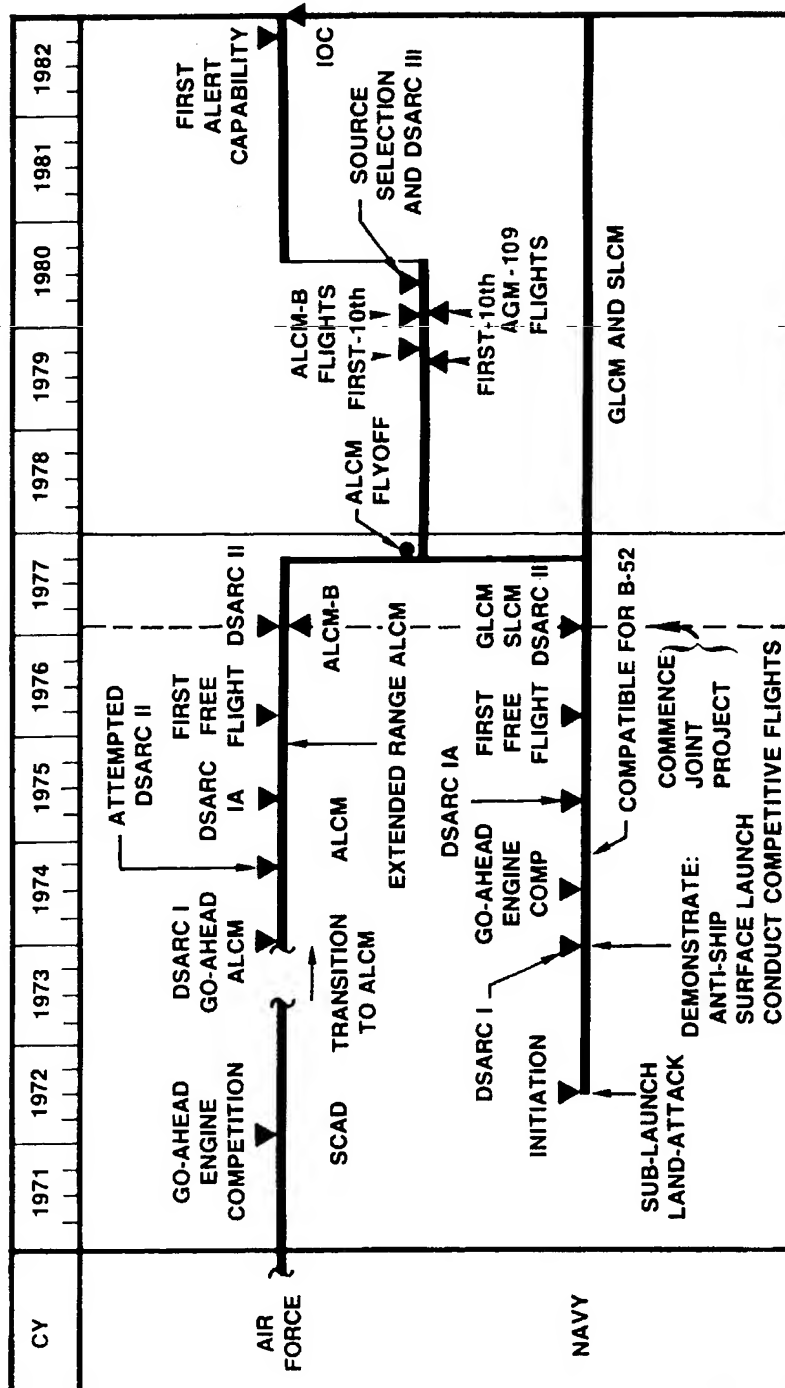 CY
1971
1972
1973
1974
1975
1976
1977
1978
1979
1980
1981
1982
AIR
FORCE
GO-AHEAD
ENGINE
COMPETITION
SCAD
TRANSITION
TO ALCM
DSARC I
GO-AHEAD
ALCM
ATTEMPTED
DSARC II
DSARC
IA
ALCM
FIRST
FREE
FLIGHT
EXTENDED RANGE ALCM
DSARC II
ALCM-B
ALCM
FLYOFF
ALCM-B
FLIGHTS
FIRST-10th
FIRST-10th
AGM-109
FLIGHTS
SOURCE
SELECTION
AND DSARC III
FIRST
ALERT
CAPABILITY
IOC
NAVY
INITIATION
SUB-LAUNCH
LAND-ATTACK
DSARC I
DEMONSTRATE:
ANTI-SHIP
SURFACE LAUNCH
CONDUCT COMPETITIVE FLIGHTS
GO-AHEAD
ENGINE
COMP
DSARC IA
COMPATIBLE FOR B-52
FIRST
FREE
FLIGHT
GLCM
SLCM
DSARC II
COMMENCE
JOINT
PROJECT
GLCM AND SLCM